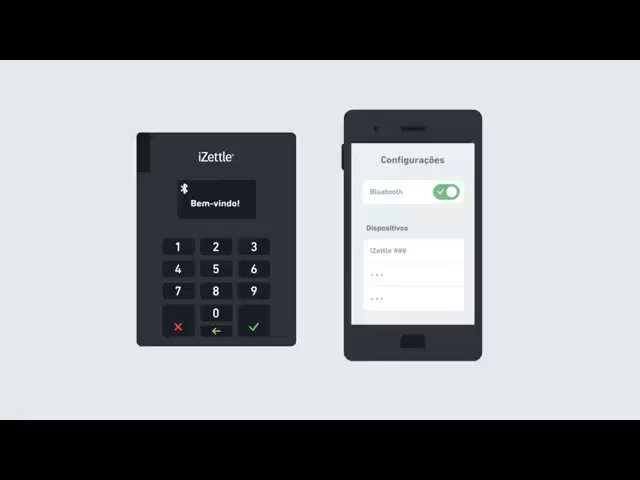 iZettle®
Bem-vindo!
1 2 3
4 5 6
7 8 9
0
Configurações
Bluetooth
Dispositivos
iZettle ###
...
...